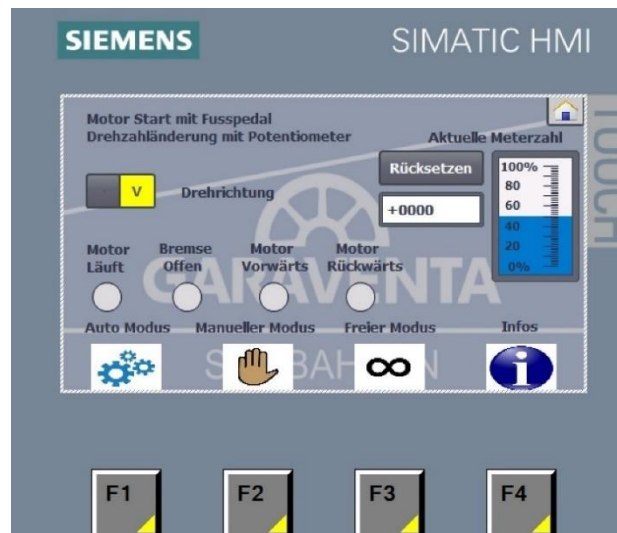 SIEMENS
SIMATIC HMI
TOUCH
Motor Start mit Fusspedal
Drehzahländerung mit Potentiometer
Aktuelle Meterzahl
Rücksetzen
+0000
100%
80
60
40
20
0%
V
Drehrichtung
Motor Läuft
Bremse Offen
Motor Vorwärts
Motor Rückwärts
GARAVENTA
Auto Modus
Manueller Modus
Freier Modus
Infos
F1
F2
F3
F4